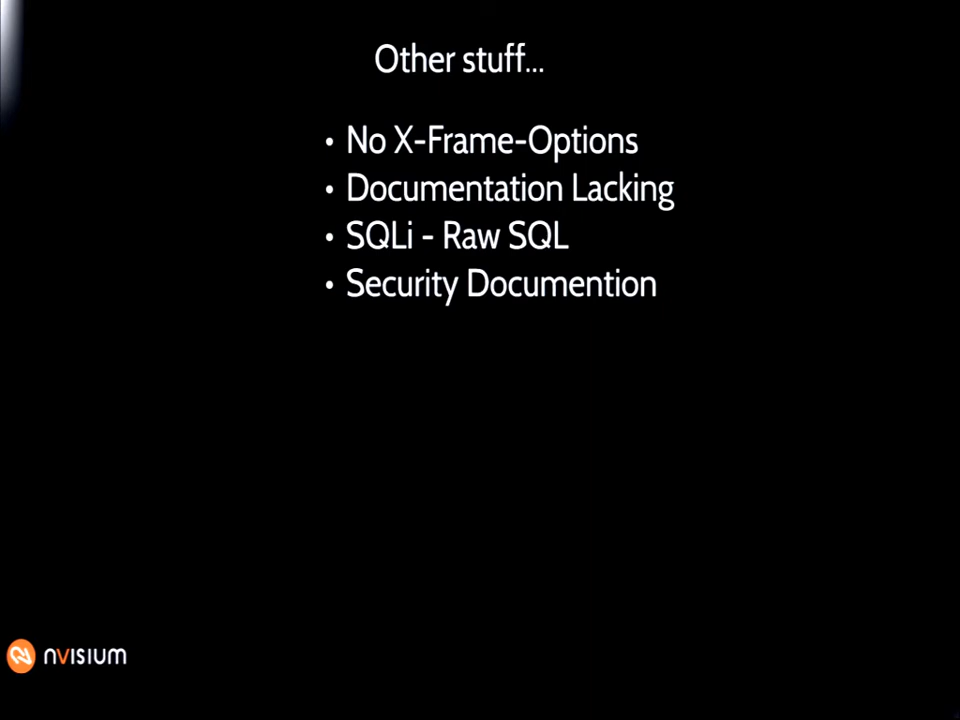 Other stuff...
• No X-Frame-Options
• Documentation Lacking
• SQLi - Raw SQL
• Security Documention
nVISIUM